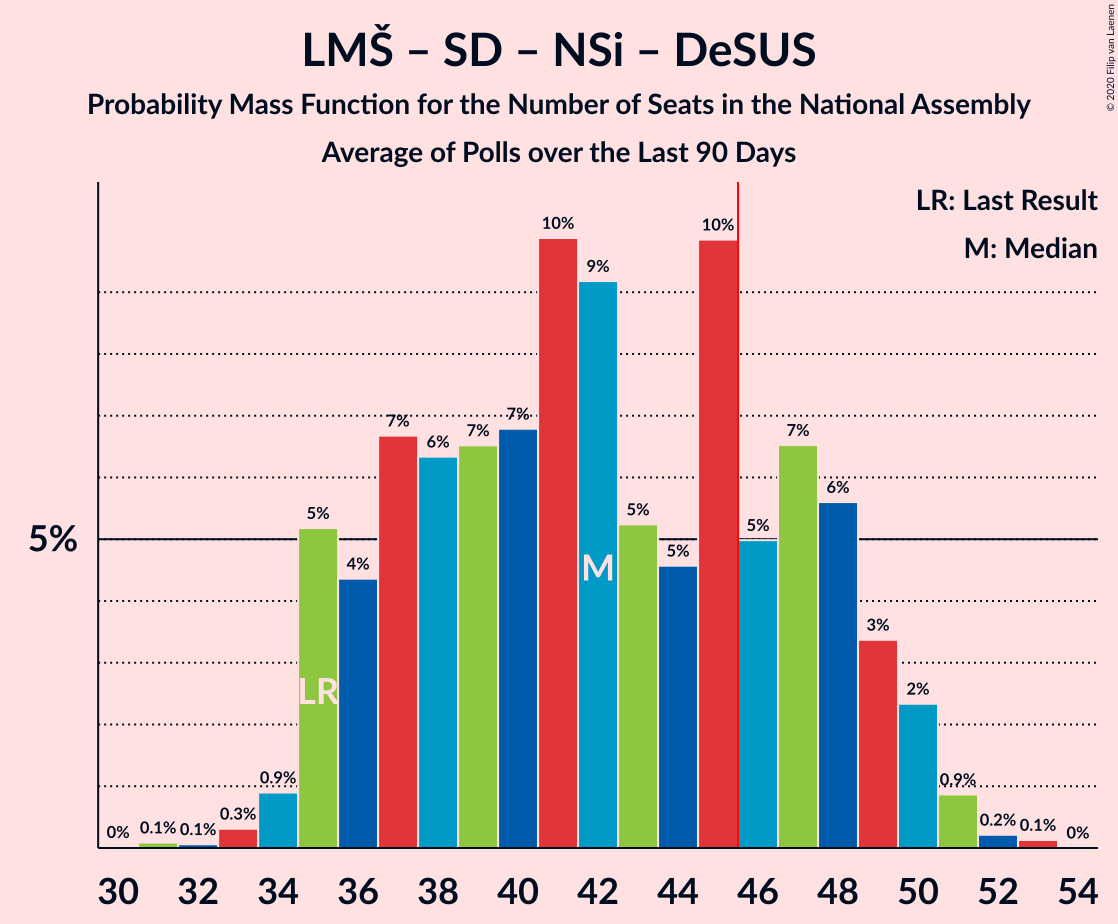 LMŠ – SD – NSi – DeSUS
Probability Mass Function for the Number of Seats in the National Assembly
Average of Polls over the Last 90 Days
© 2020 Filip van Laenen
LR: Last Result
M: Median
5%
0%
0.1%
0.1%
0.3%
0.9%
5%
4%
7%
6%
7%
7%
10%
9%
5%
5%
10%
5%
7%
6%
3%
2%
0.9%
0.2%
0.1%
0%
LR
M
30 32 34 36 38 40 42 44 46 48 50 52 54